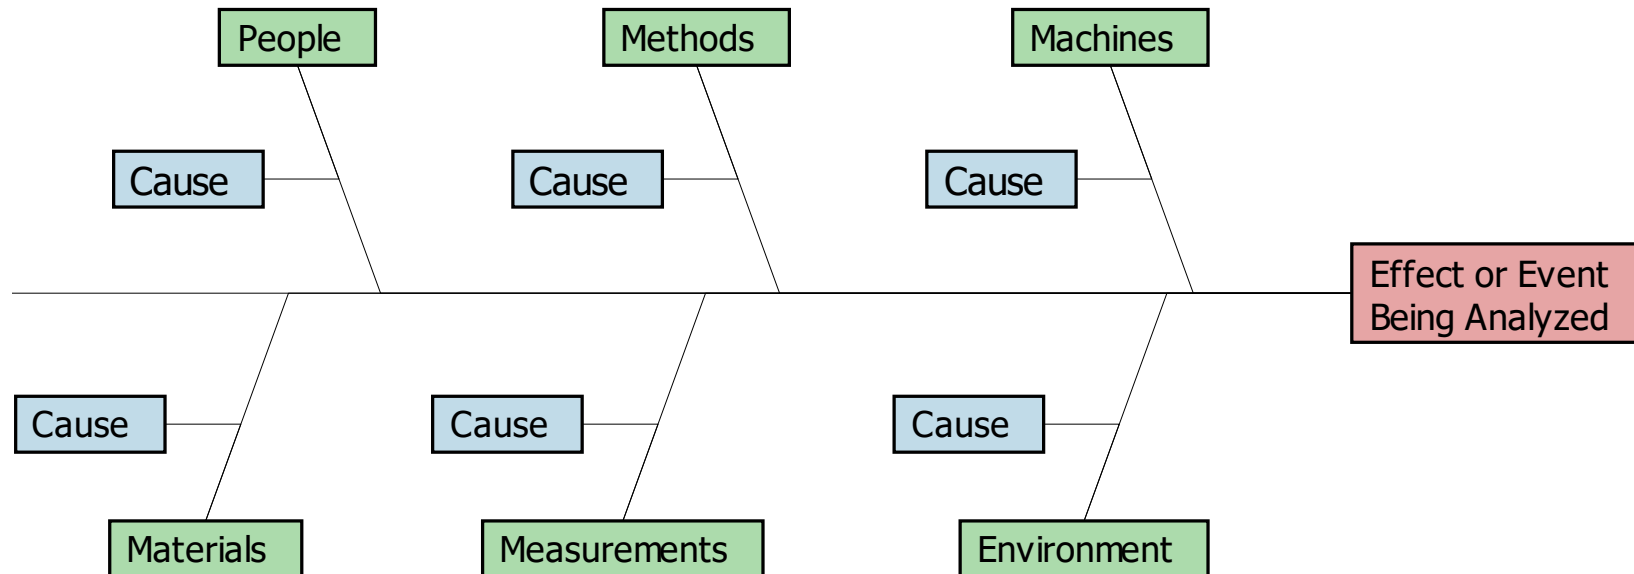 People
Methods
Machines
Cause
Cause
Cause
Effect or Event
Being Analyzed
Cause
Cause
Cause
Materials
Measurements
Environment